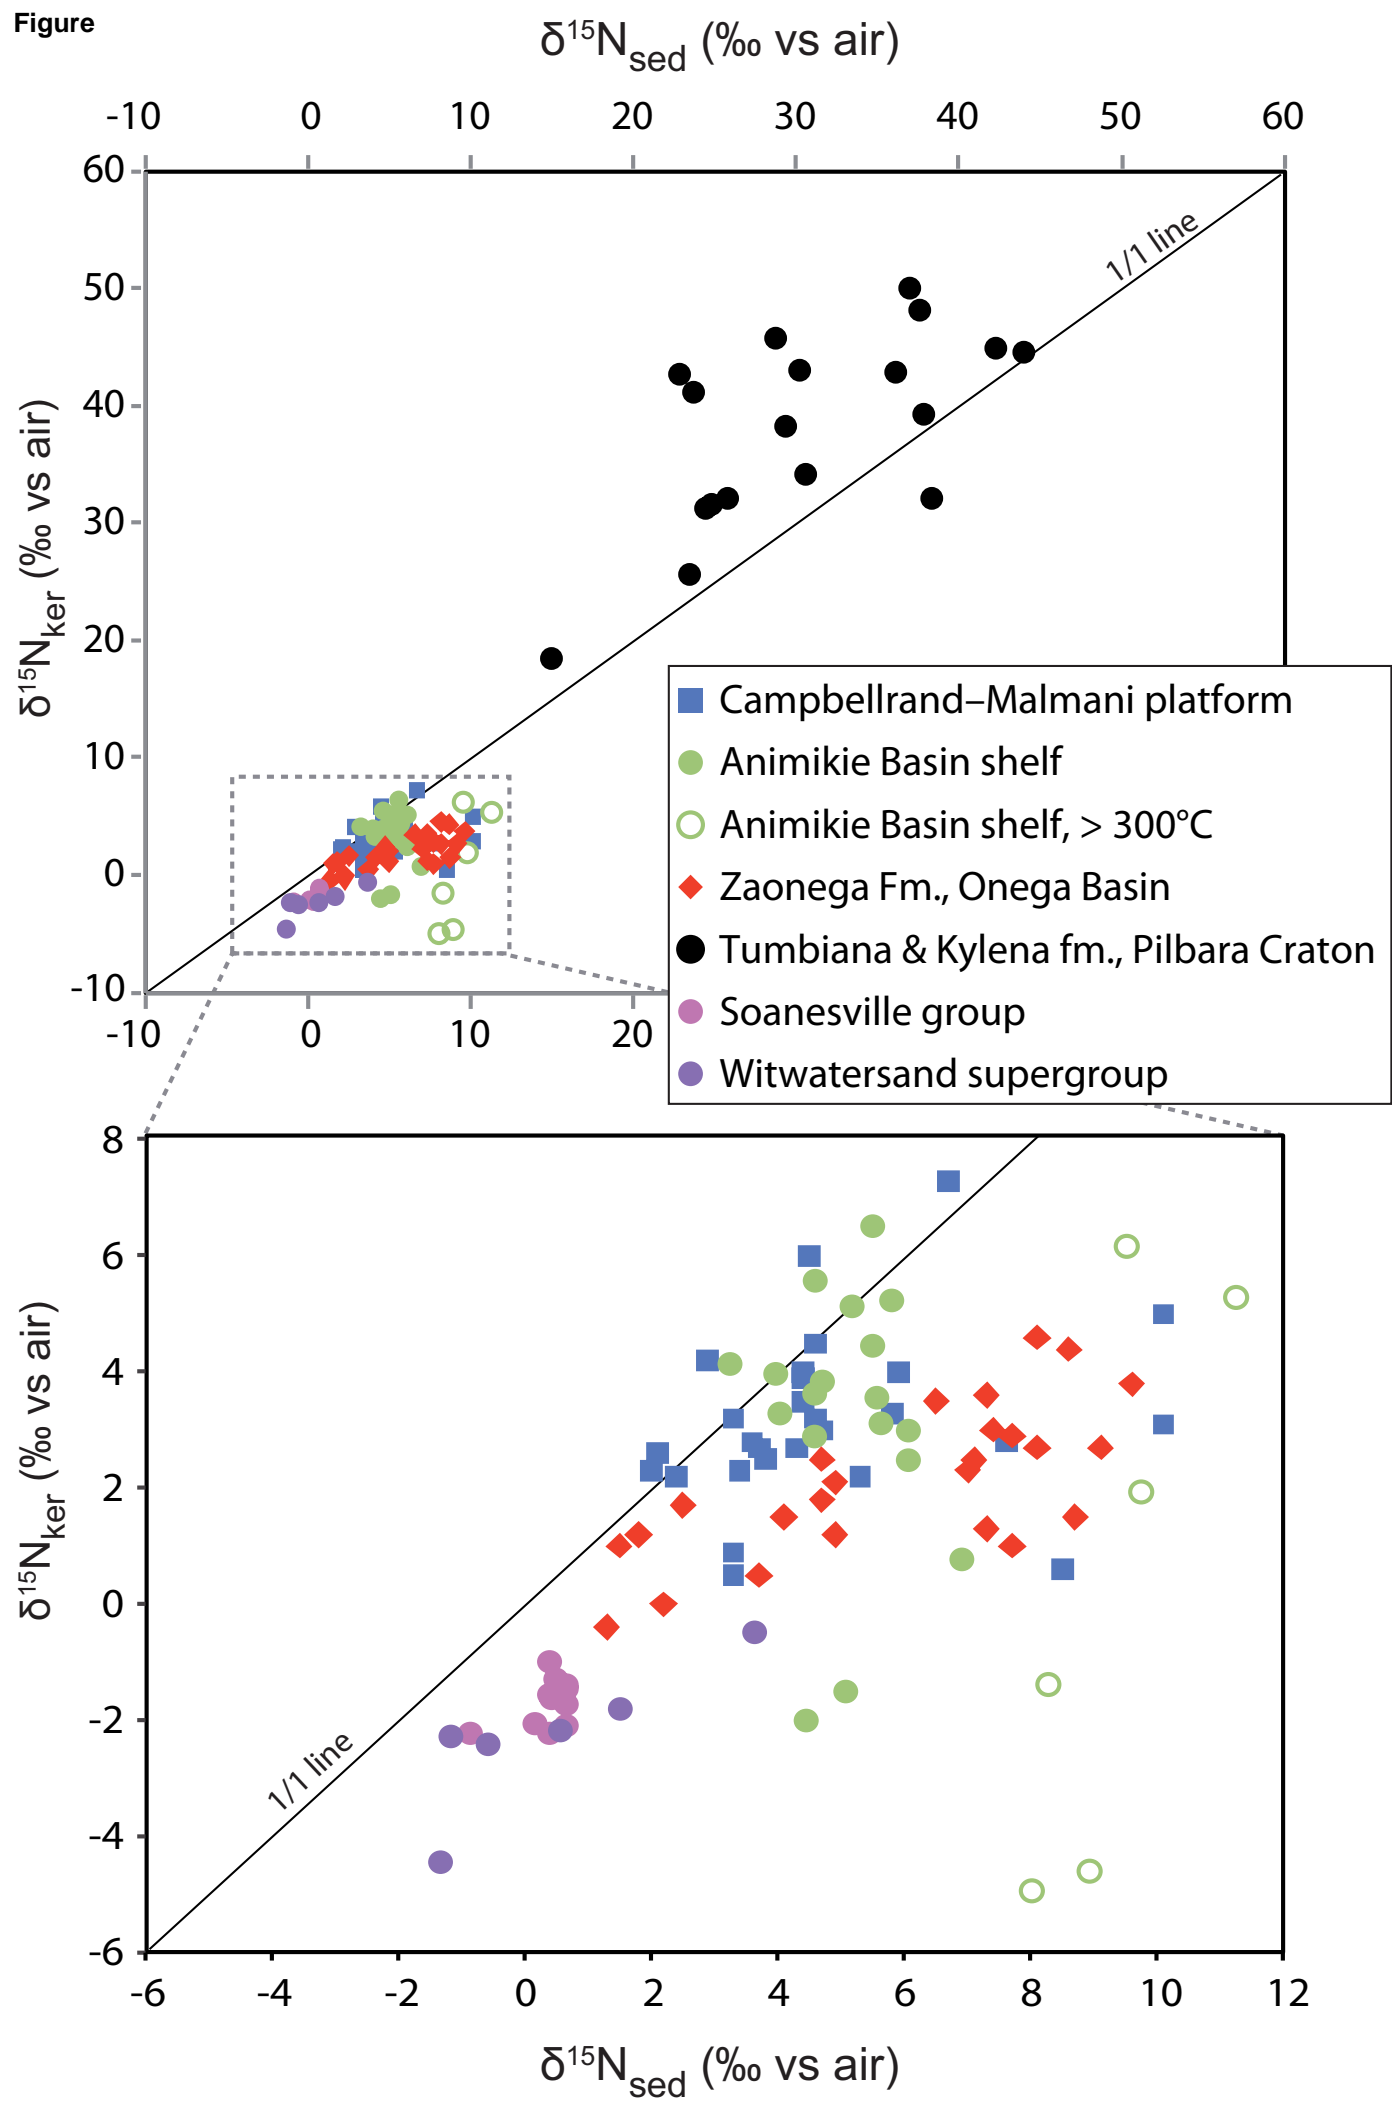 Figure
δ¹⁵Nsed (‰ vs air)
-10 0 10 20 30 40 50 60
60
50
40
30
20
10
0
-10
δ¹⁵Nker (‰ vs air)
1/1 line
-10 0 10 20
Campbellrand–Malmani platform
Animikie Basin shelf
Animikie Basin shelf, > 300°C
Zaonega Fm., Onega Basin
Tumbiana & Kylena fm., Pilbara Craton
Soanesville group
Witwatersand supergroup
8
6
4
2
0
-2
-4
-6
δ¹⁵Nker (‰ vs air)
1/1 line
-6 -4 -2 0 2 4 6 8 10 12
δ¹⁵Nsed (‰ vs air)